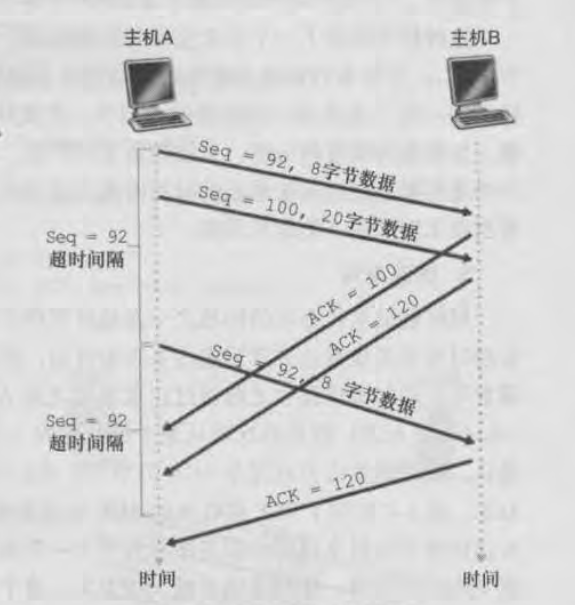 主机A
主机B
Seq = 92, 8字节数据
Seq = 100, 20字节数据
Seq = 92
超时间隔
ACK = 100
ACK = 120
Seq = 92, 8 字节数据
Seq = 92
超时间隔
ACK = 120
时间
时间